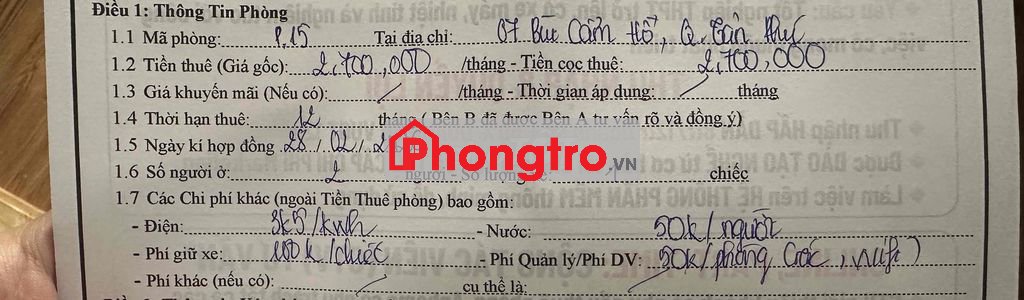 Điều 1: Thông Tin Phòng
1.1 Mã phòng: P.15 Tại địa chỉ: 07 Bùi Cẩm Hổ, Q. Tân Phú
1.2 Tiền thuê (Giá gốc): 2,700,000 /tháng - Tiền cọc thuê: 2,700,000
1.3 Giá khuyến mãi (Nếu có): /tháng - Thời gian áp dụng: tháng
1.4 Thời hạn thuê: 12 tháng ( Bên B đã được Bên A tư vấn rõ và đồng ý)
1.5 Ngày kí hợp đồng 28 / 02 / 2
Phongtro.VN
1.6 Số người ở: 2 người - Số lượng chiếc
1.7 Các Chi phí khác (ngoài Tiền Thuê phòng) bao gồm:
- Điện: 3k5/kwh - Nước: 50k/người
- Phí giữ xe: 100k/chiếc - Phí Quản lý/Phí DV: 50k/phòng (rác, wifi)
- Phí khác (nếu có): cụ thể là: